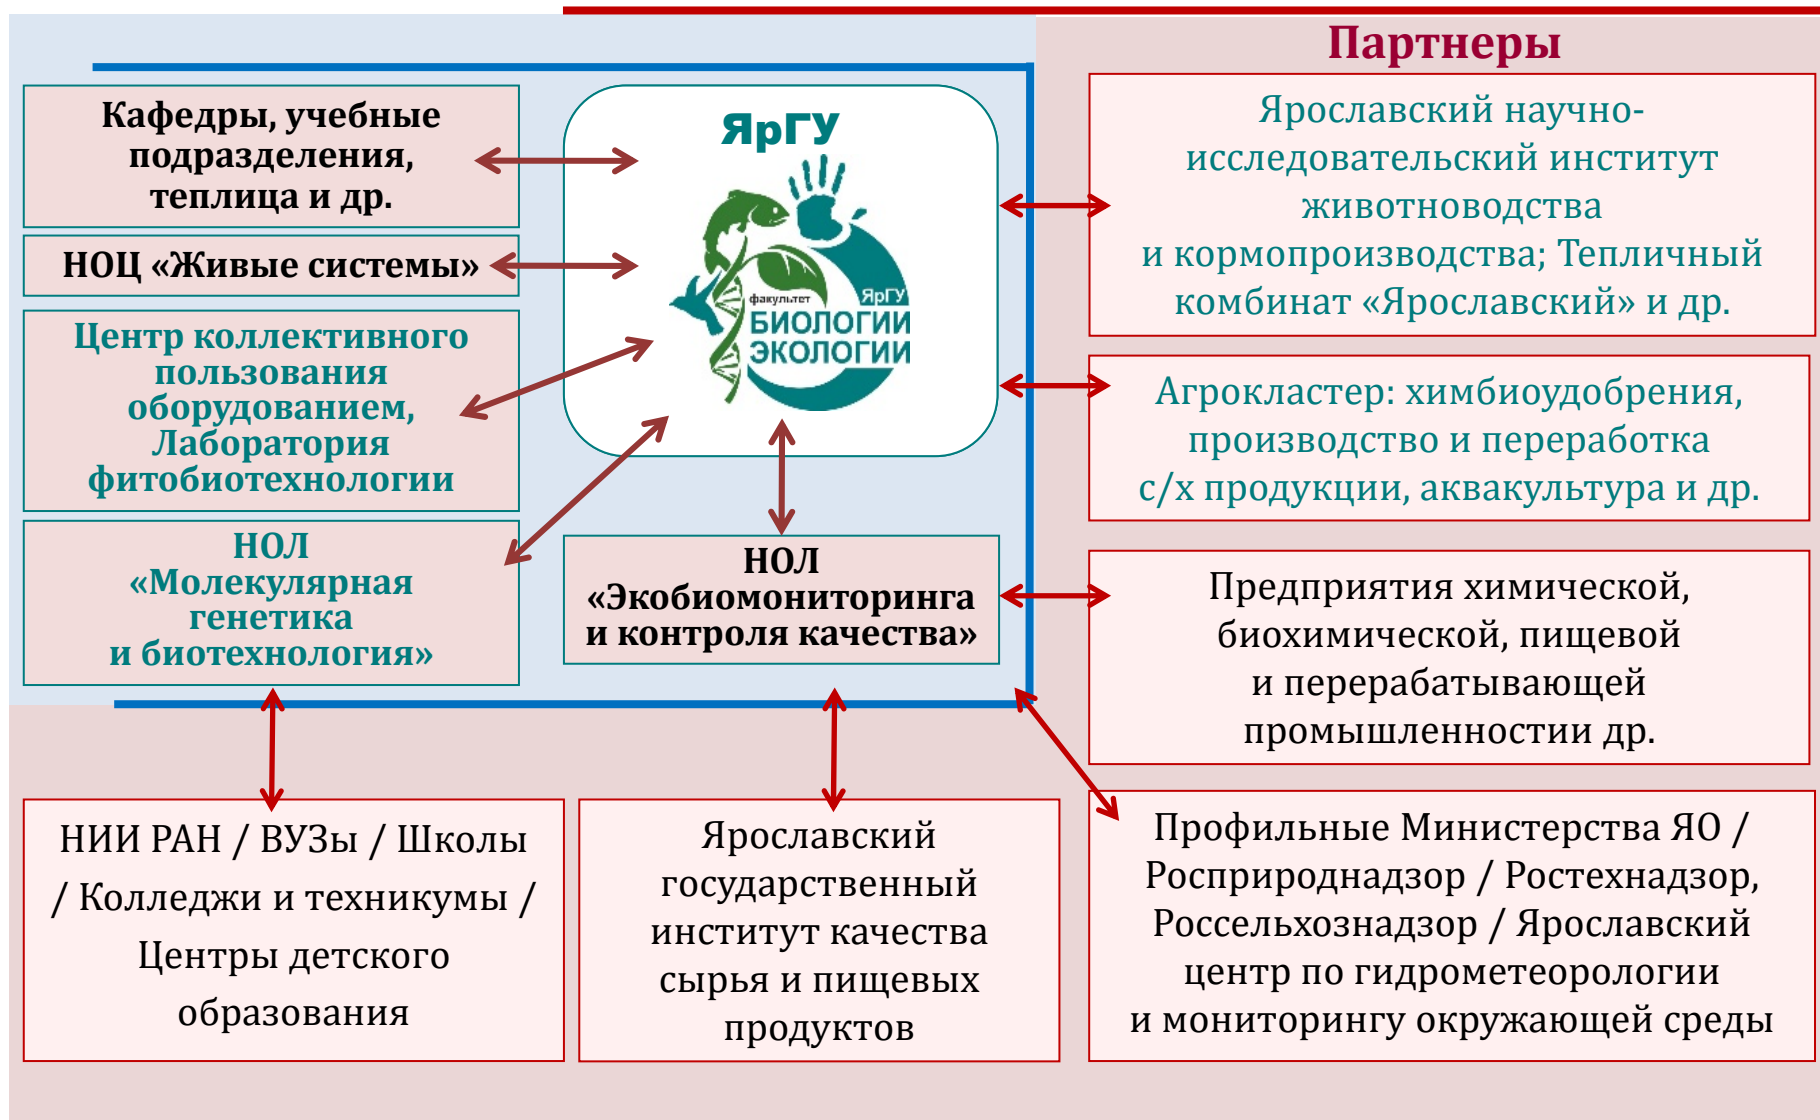 Партнеры
Кафедры, учебные
подразделения,
теплица и др.
НОЦ «Живые системы»
Центр коллективного
пользования
оборудованием,
Лаборатория
фитобиотехнологии
НОЛ
«Молекулярная
генетика
и биотехнология»
ЯрГУ
факультет ЯрГУ
БИОЛОГИИ
ЭКОЛОГИИ
НОЛ
«Экобиомониторинга
и контроля качества»
Ярославский научно-
исследовательский институт
животноводства
и кормопроизводства; Тепличный
комбинат «Ярославский» и др.
Агрокластер: химбиоудобрения,
производство и переработка
с/х продукции, аквакультура и др.
Предприятия химической,
биохимической, пищевой
и перерабатывающей
промышленностии др.
НИИ РАН / ВУЗы / Школы
/ Колледжи и техникумы /
Центры детского
образования
Ярославский
государственный
институт качества
сырья и пищевых
продуктов
Профильные Министерства ЯО /
Росприроднадзор / Ростехнадзор,
Россельхознадзор / Ярославский
центр по гидрометеорологии
и мониторингу окружающей среды